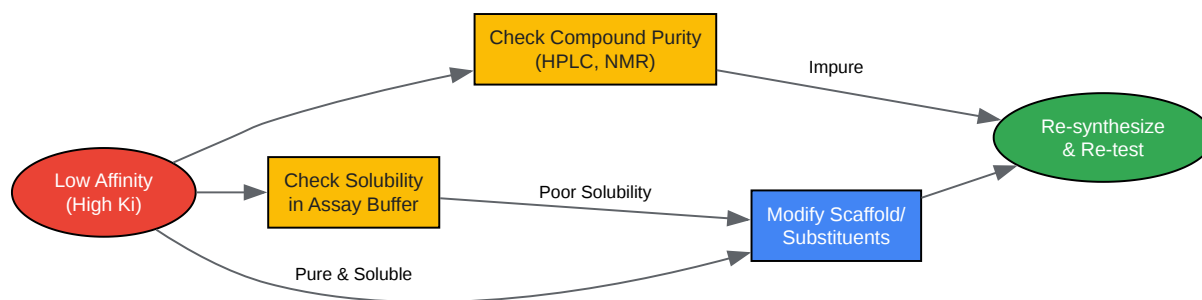 Check Compound Purity
(HPLC, NMR)
Impure
Re-synthesize
& Re-test
Low Affinity
(High Ki)
Check Solubility
in Assay Buffer
Poor Solubility
Modify Scaffold/
Substituents
Pure & Soluble